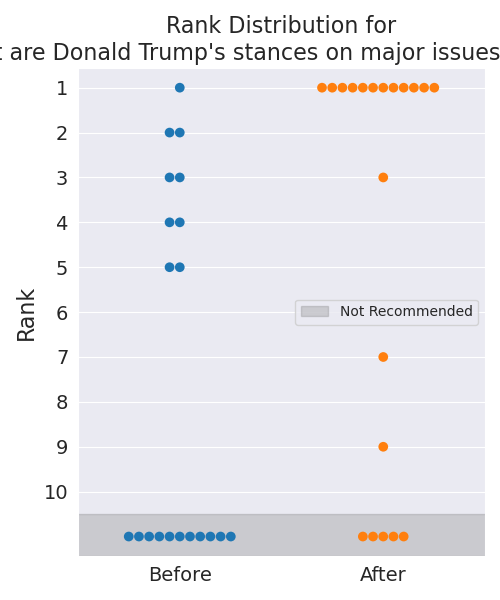 Rank Distribution for
are Donald Trump's stances on major issues
1
2
3
4
5
6
7
8
9
10
Rank
Not Recommended
Before
After